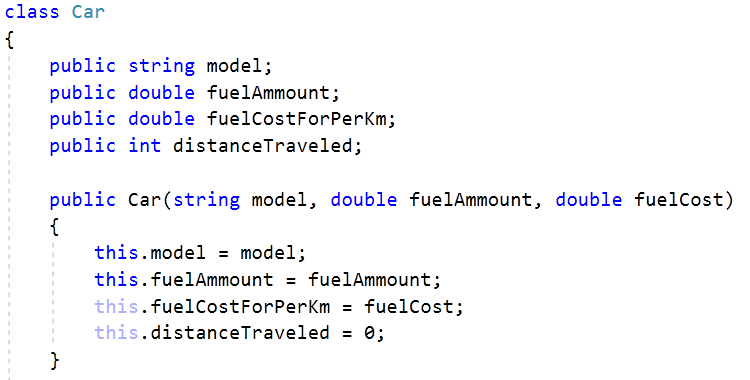 class Car
{
public string model;
public double fuelAmmount;
public double fuelCostForPerKm;
public int distanceTraveled;
public Car(string model, double fuelAmmount, double fuelCost)
{
this.model = model;
this.fuelAmmount = fuelAmmount;
this.fuelCostForPerKm = fuelCost;
this.distanceTraveled = 0;
}